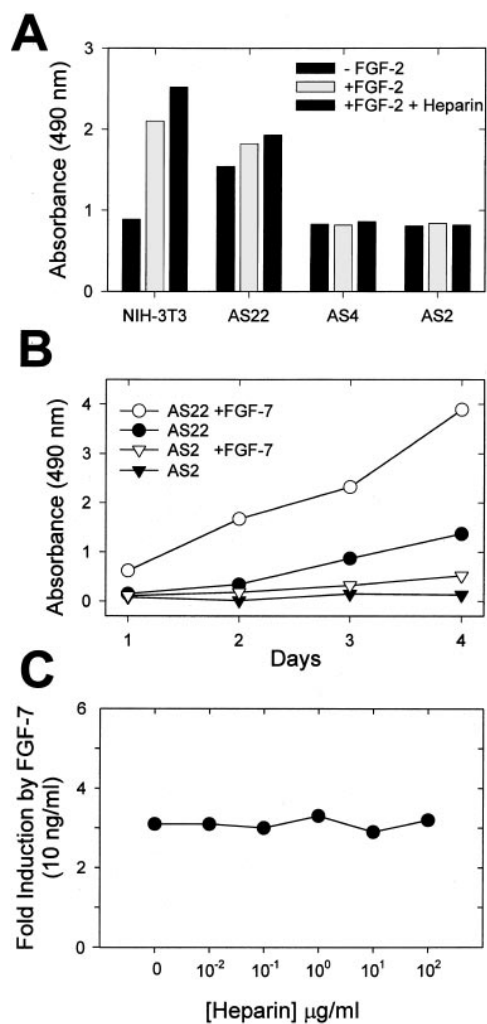 A
3
2
1
0
Absorbance (490 nm)
- FGF-2
+FGF-2
+FGF-2 + Heparin
NIH-3T3 AS22 AS4 AS2
B
4
3
2
1
0
Absorbance (490 nm)
AS22 +FGF-7
AS22
AS2 +FGF-7
AS2
1 2 3 4
Days
C
6
4
2
0
Fold Induction by FGF-7
(10 ng/ml)
0 10⁻² 10⁻¹ 10⁰ 10¹ 10²
[Heparin] μg/ml